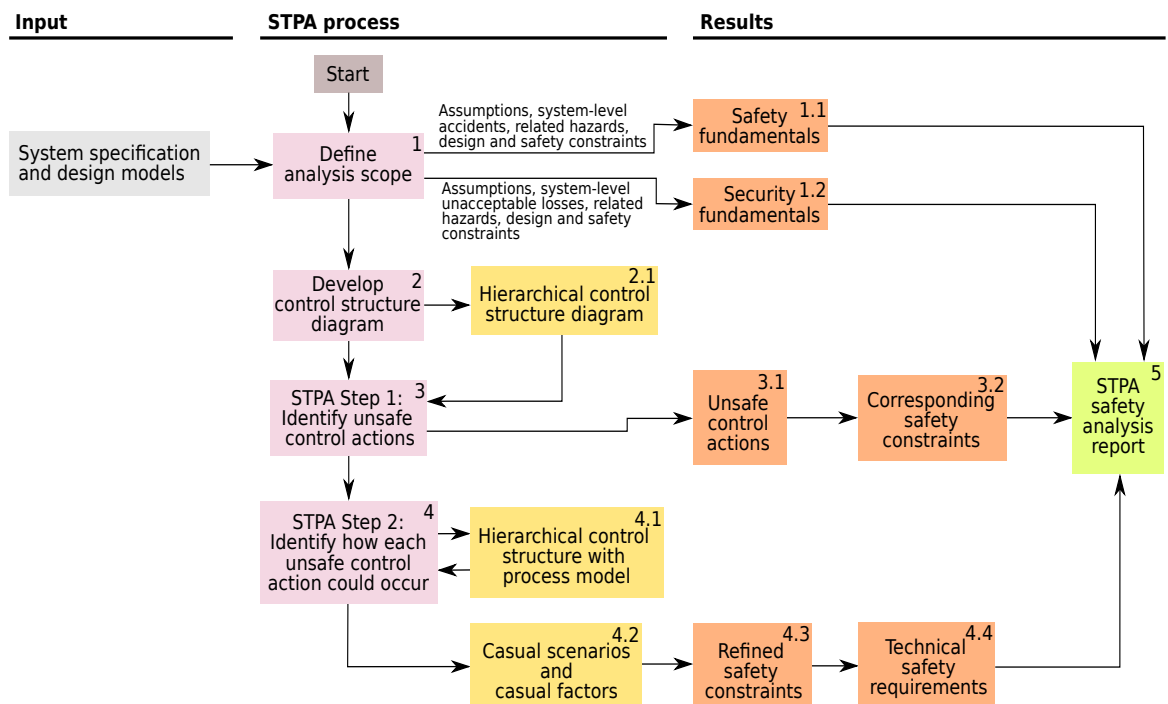 Input
STPA process
Results
Start
System specification
and design models
1
Define
analysis scope
Assumptions, system-level
accidents, related hazards,
design and safety constraints
1.1
Safety
fundamentals
Assumptions, system-level
unacceptable losses, related
hazards, design and safety
constraints
1.2
Security
fundamentals
2
Develop
control structure
diagram
2.1
Hierarchical control
structure diagram
3
STPA Step 1:
Identify unsafe
control actions
3.1
Unsafe
control
actions
3.2
Corresponding
safety
constraints
5
STPA
safety
analysis
report
4
STPA Step 2:
Identify how each
unsafe control
action could occur
4.1
Hierarchical control
structure with
process model
4.2
Casual scenarios
and
casual factors
4.3
Refined
safety
constraints
4.4
Technical
safety
requirements